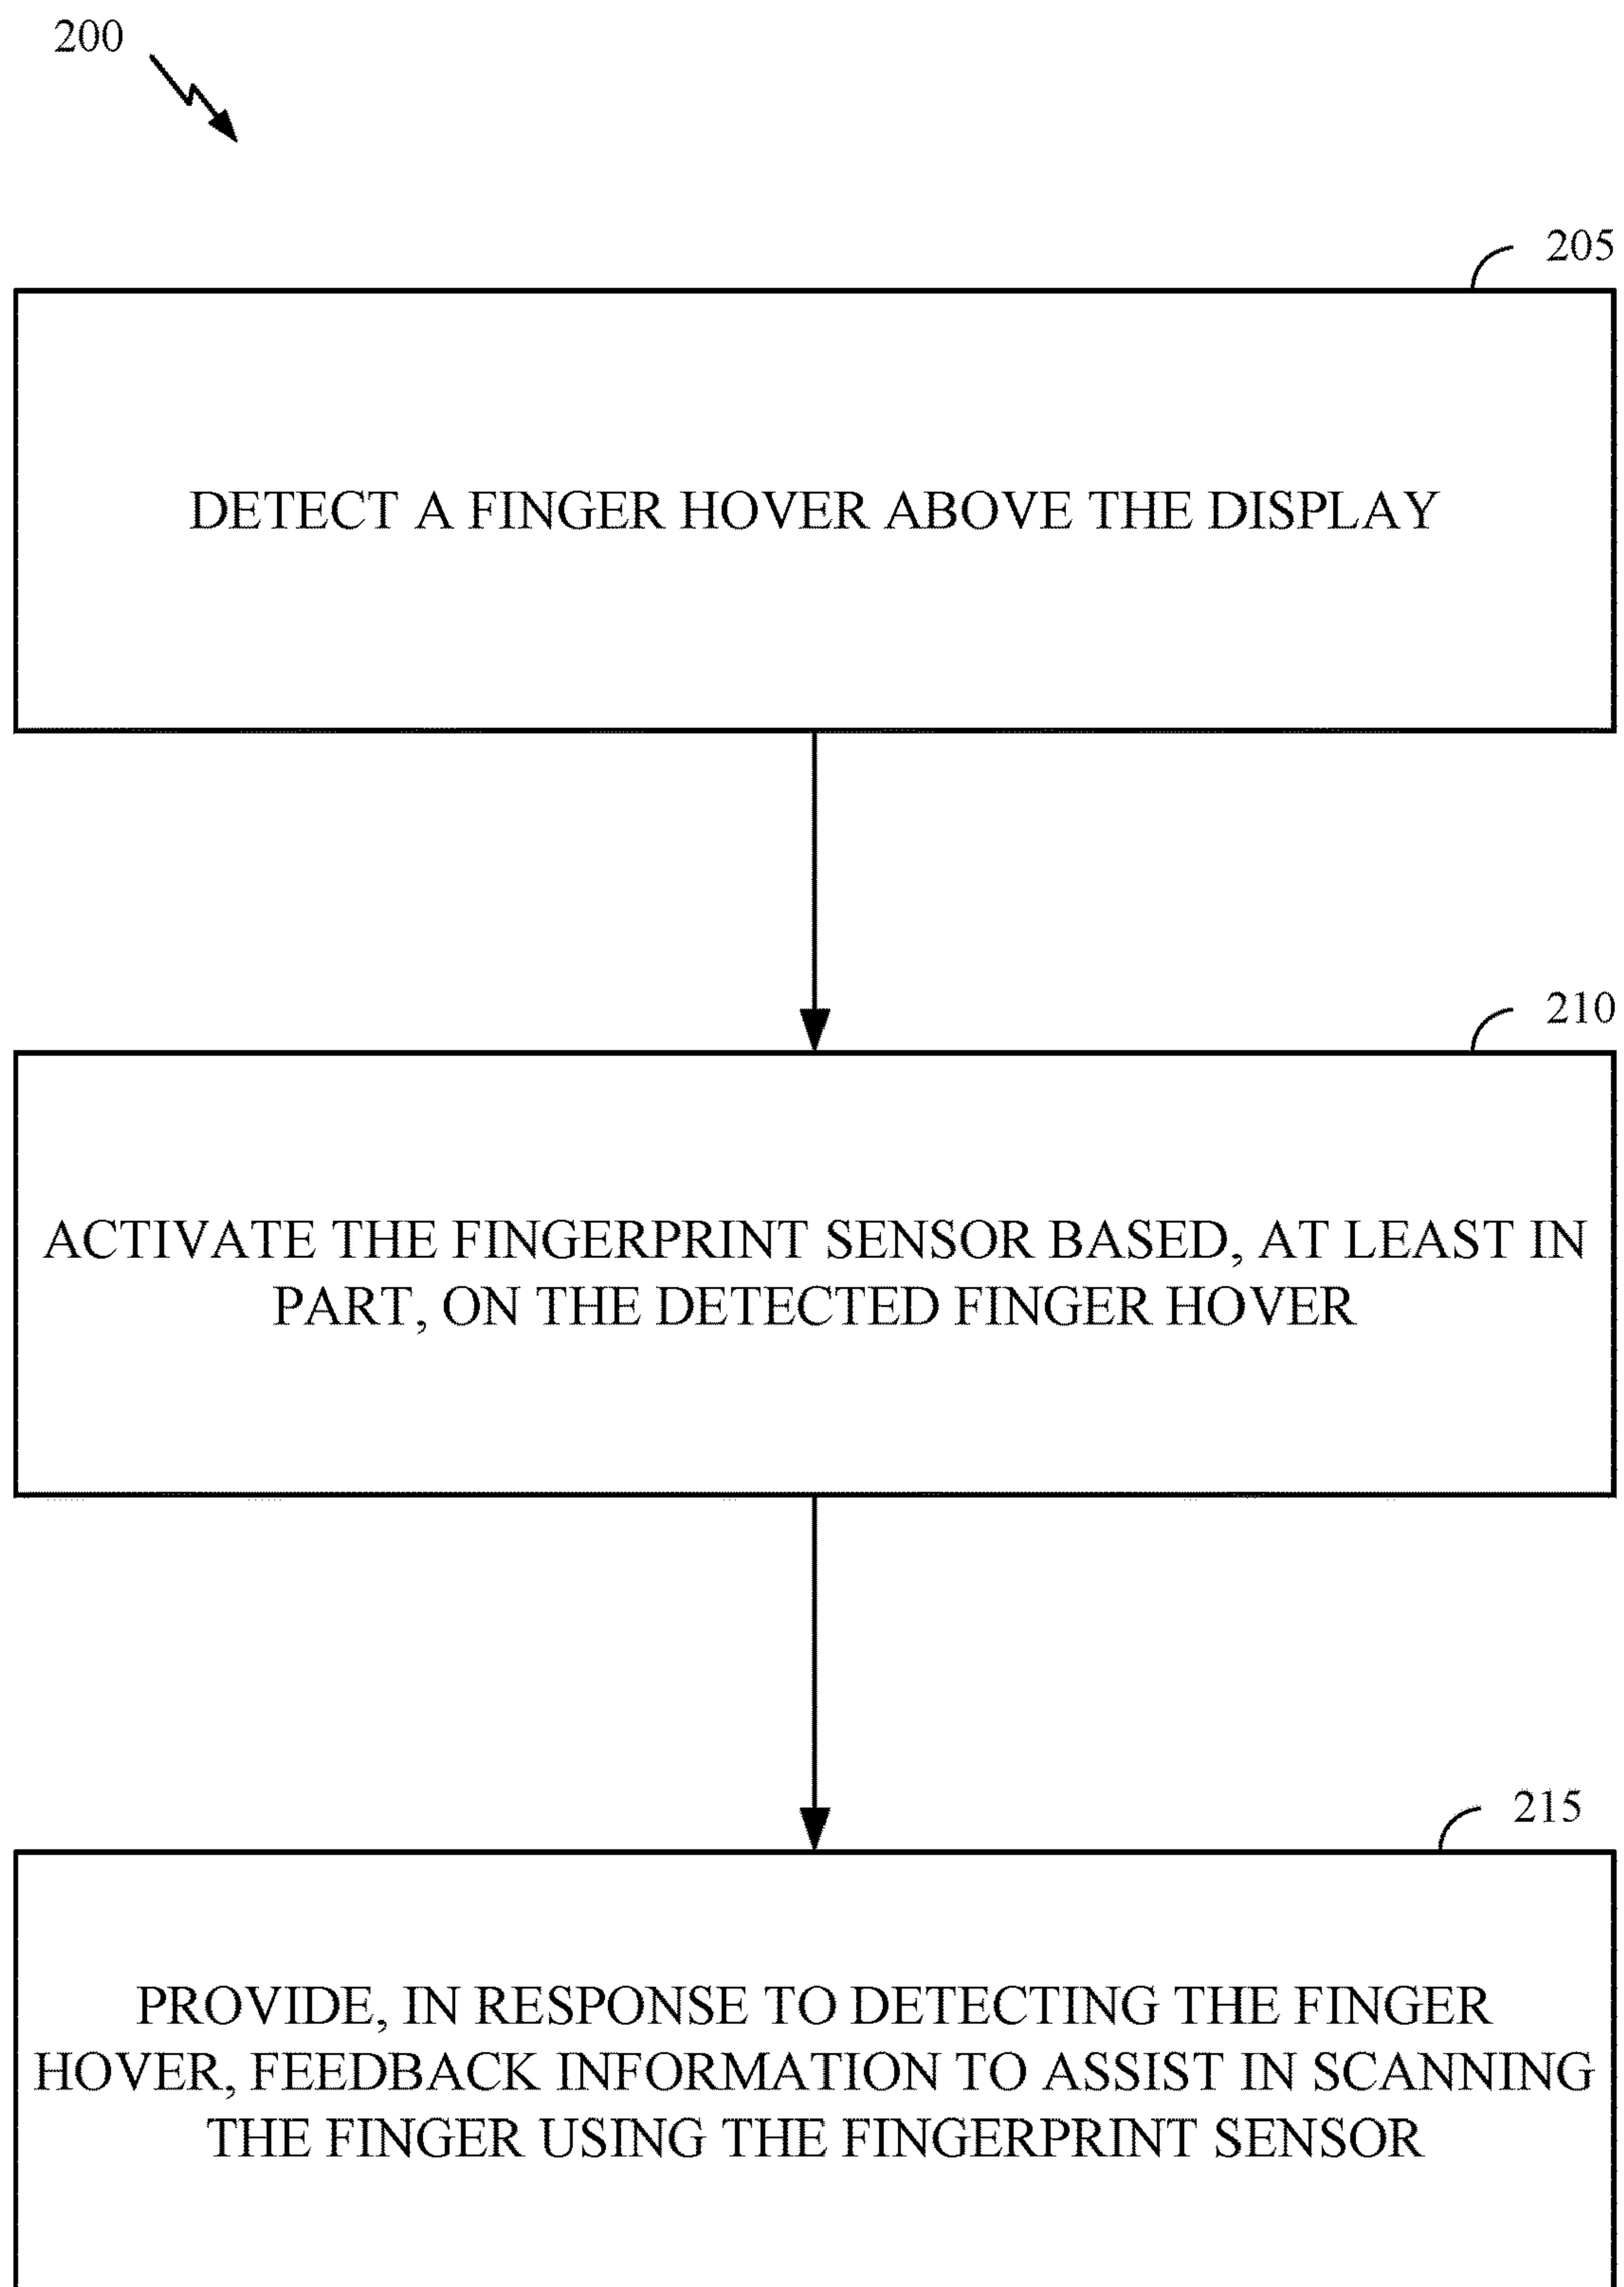 200
205
DETECT A FINGER HOVER ABOVE THE DISPLAY
210
ACTIVATE THE FINGERPRINT SENSOR BASED, AT LEAST IN
PART, ON THE DETECTED FINGER HOVER
215
PROVIDE, IN RESPONSE TO DETECTING THE FINGER
HOVER, FEEDBACK INFORMATION TO ASSIST IN SCANNING
THE FINGER USING THE FINGERPRINT SENSOR